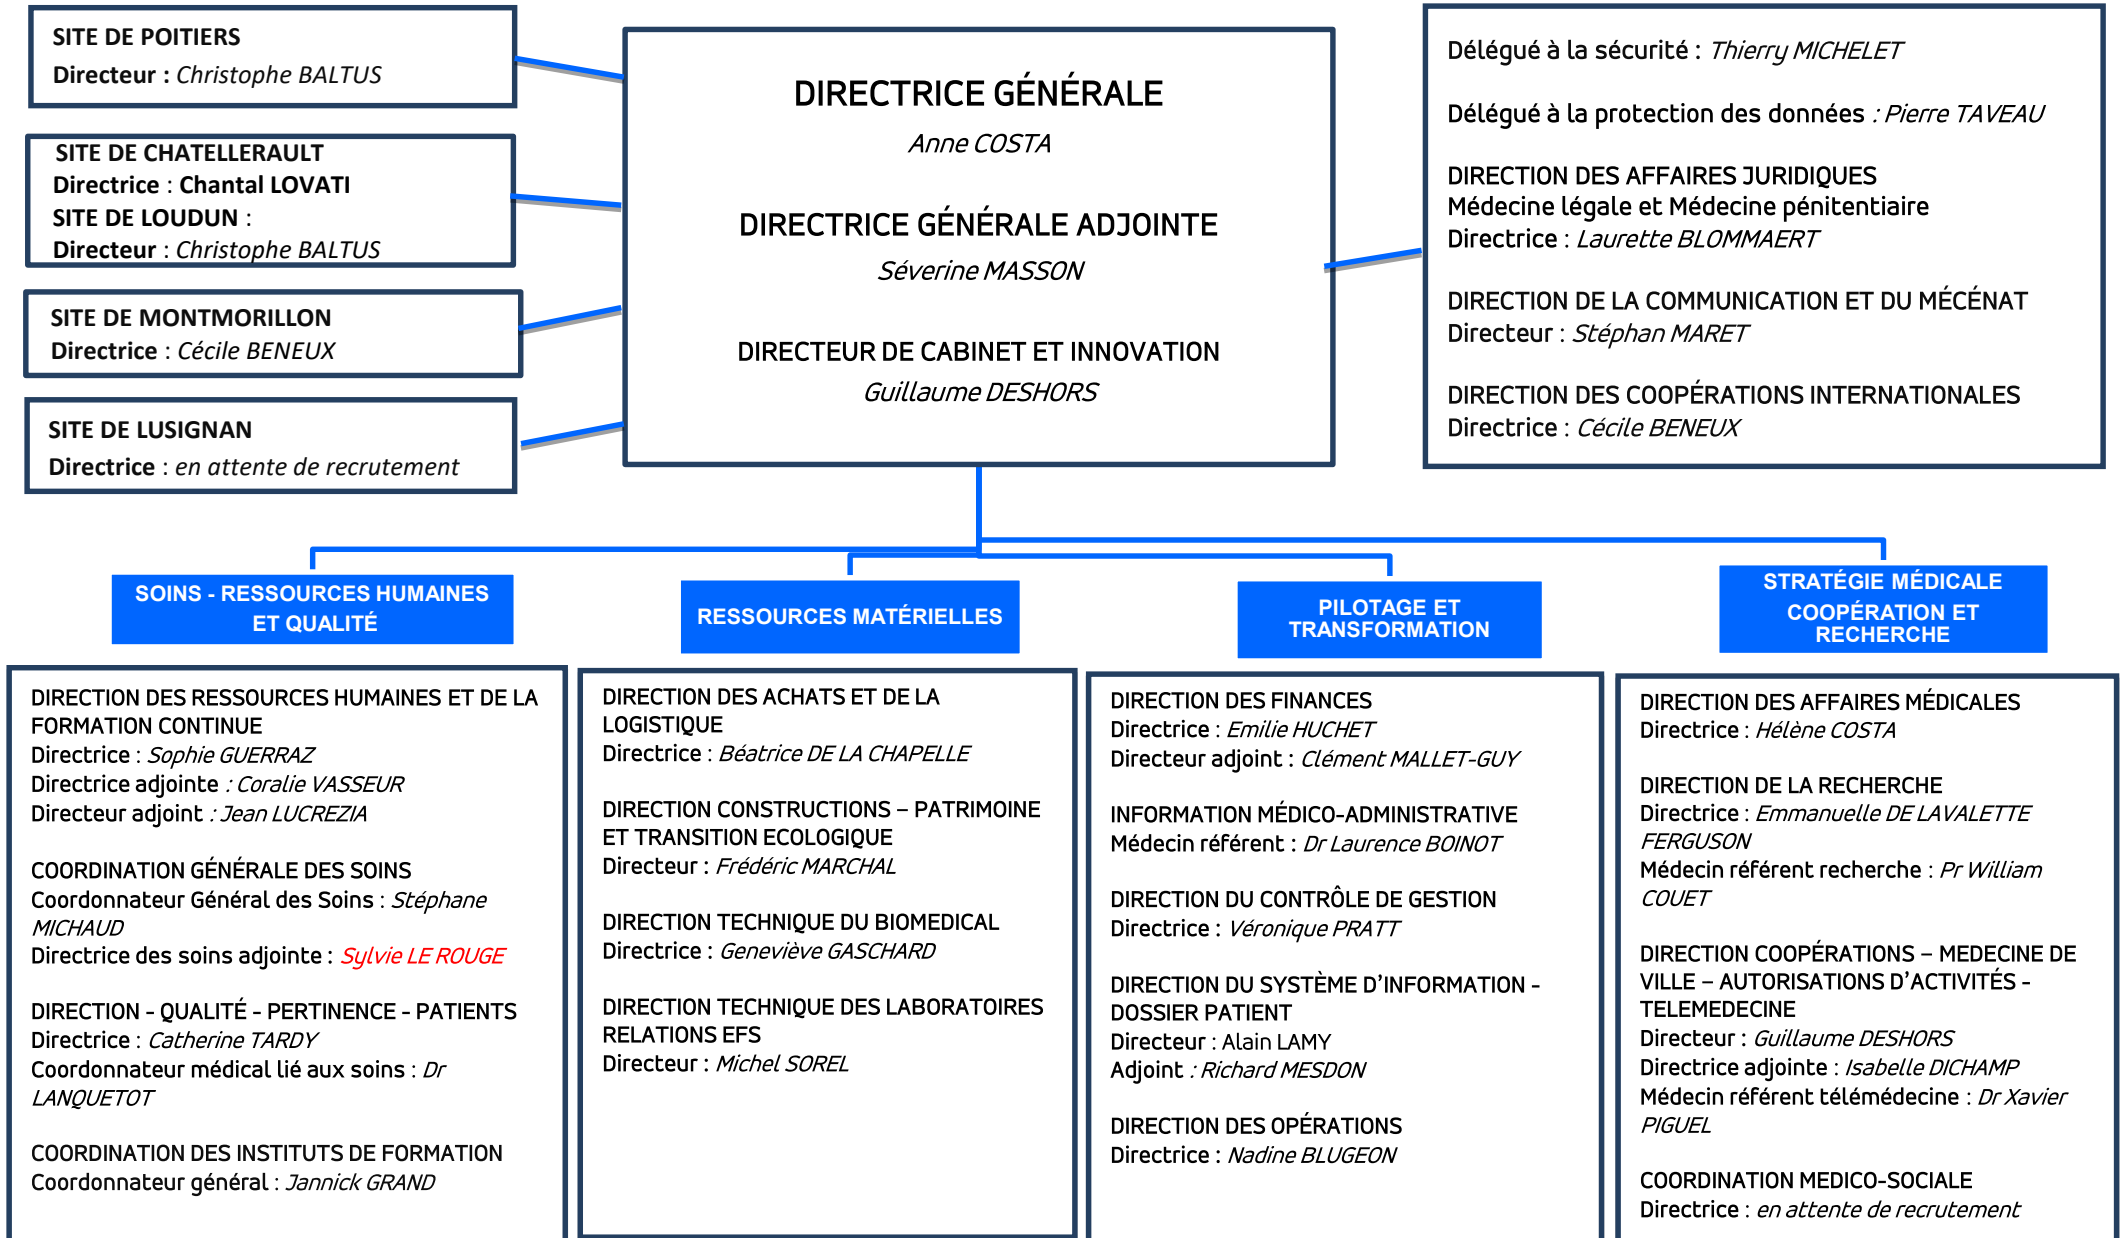 SITE DE POITIERS
Directeur : Christophe BALTUS
SITE DE CHATELLERAULT
Directrice : Chantal LOVATI
SITE DE LOUDUN :
Directeur : Christophe BALTUS
SITE DE MONTMORILLON
Directrice : Cécile BENEUX
SITE DE LUSIGNAN
Directrice : en attente de recrutement
DIRECTRICE GÉNÉRALE
Anne COSTA
DIRECTRICE GÉNÉRALE ADJOINTE
Séverine MASSON
DIRECTEUR DE CABINET ET INNOVATION
Guillaume DESHORS
Délégué à la sécurité : Thierry MICHELET
Délégué à la protection des données : Pierre TAVEAU
DIRECTION DES AFFAIRES JURIDIQUES
Médecine légale et Médecine pénitentiaire
Directrice : Laurette BLOMMAERT
DIRECTION DE LA COMMUNICATION ET DU MÉCÉNAT
Directeur : Stéphan MARET
DIRECTION DES COOPÉRATIONS INTERNATIONALES
Directrice : Cécile BENEUX
SOINS - RESSOURCES HUMAINES
ET QUALITÉ
DIRECTION DES RESSOURCES HUMAINES ET DE LA
FORMATION CONTINUE
Directrice : Sophie GUERRAZ
Directrice adjointe : Coralie VASSEUR
Directeur adjoint : Jean LUCREZIA
COORDINATION GÉNÉRALE DES SOINS
Coordonnateur Général des Soins : Stéphane
MICHAUD
Directrice des soins adjointe : Sylvie LE ROUGE
DIRECTION - QUALITÉ - PERTINENCE - PATIENTS
Directrice : Catherine TARDY
Coordonnateur médical lié aux soins : Dr
LANQUETOT
COORDINATION DES INSTITUTS DE FORMATION
Coordonnateur général : Jannick GRAND
RESSOURCES MATÉRIELLES
DIRECTION DES ACHATS ET DE LA
LOGISTIQUE
Directrice : Béatrice DE LA CHAPELLE
DIRECTION CONSTRUCTIONS – PATRIMOINE
ET TRANSITION ECOLOGIQUE
Directeur : Frédéric MARCHAL
DIRECTION TECHNIQUE DU BIOMEDICAL
Directrice : Geneviève GASCHARD
DIRECTION TECHNIQUE DES LABORATOIRES
RELATIONS EFS
Directeur : Michel SOREL
PILOTAGE ET
TRANSFORMATION
DIRECTION DES FINANCES
Directrice : Emilie HUCHET
Directeur adjoint : Clément MALLET-GUY
INFORMATION MÉDICO-ADMINISTRATIVE
Médecin référent : Dr Laurence BOINOT
DIRECTION DU CONTRÔLE DE GESTION
Directrice : Véronique PRATT
DIRECTION DU SYSTÈME D'INFORMATION -
DOSSIER PATIENT
Directeur : Alain LAMY
Adjoint : Richard MESDON
DIRECTION DES OPÉRATIONS
Directrice : Nadine BLUGEON
STRATÉGIE MÉDICALE
COOPÉRATION ET
RECHERCHE
DIRECTION DES AFFAIRES MÉDICALES
Directrice : Hélène COSTA
DIRECTION DE LA RECHERCHE
Directrice : Emmanuelle DE LAVALETTE
FERGUSON
Médecin référent recherche : Pr William
COUET
DIRECTION COOPÉRATIONS – MEDECINE DE
VILLE – AUTORISATIONS D'ACTIVITÉS -
TELEMEDECINE
Directeur : Guillaume DESHORS
Directrice adjointe : Isabelle DICHAMP
Médecin référent télémédecine : Dr Xavier
PIGUEL
COORDINATION MEDICO-SOCIALE
Directrice : en attente de recrutement